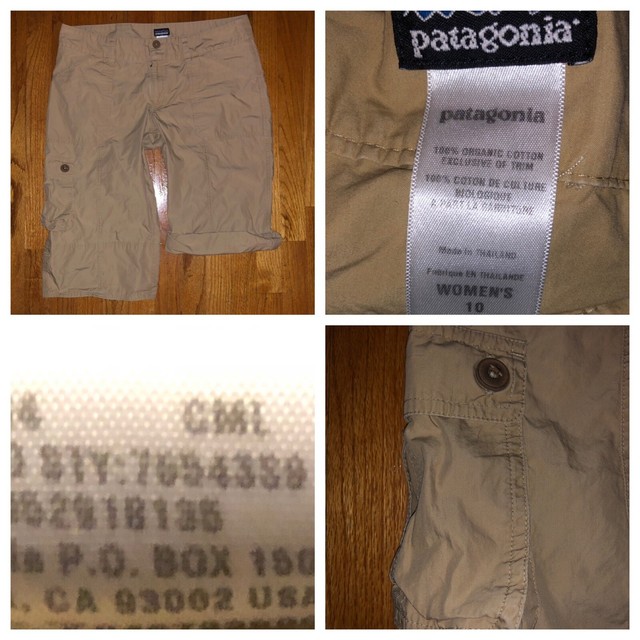 patagonia
patagonia
100% ORGANIC COTTON
EXCLUSIVE OF TRIM
100% COTON DE CULTURE
BIOLOGIQUE
À PART LA GARNITURE
Made in THAILAND
Fabriqué EN THAILANDE
WOMEN'S
10
CML
P.O. BOX
CA 93002 USA